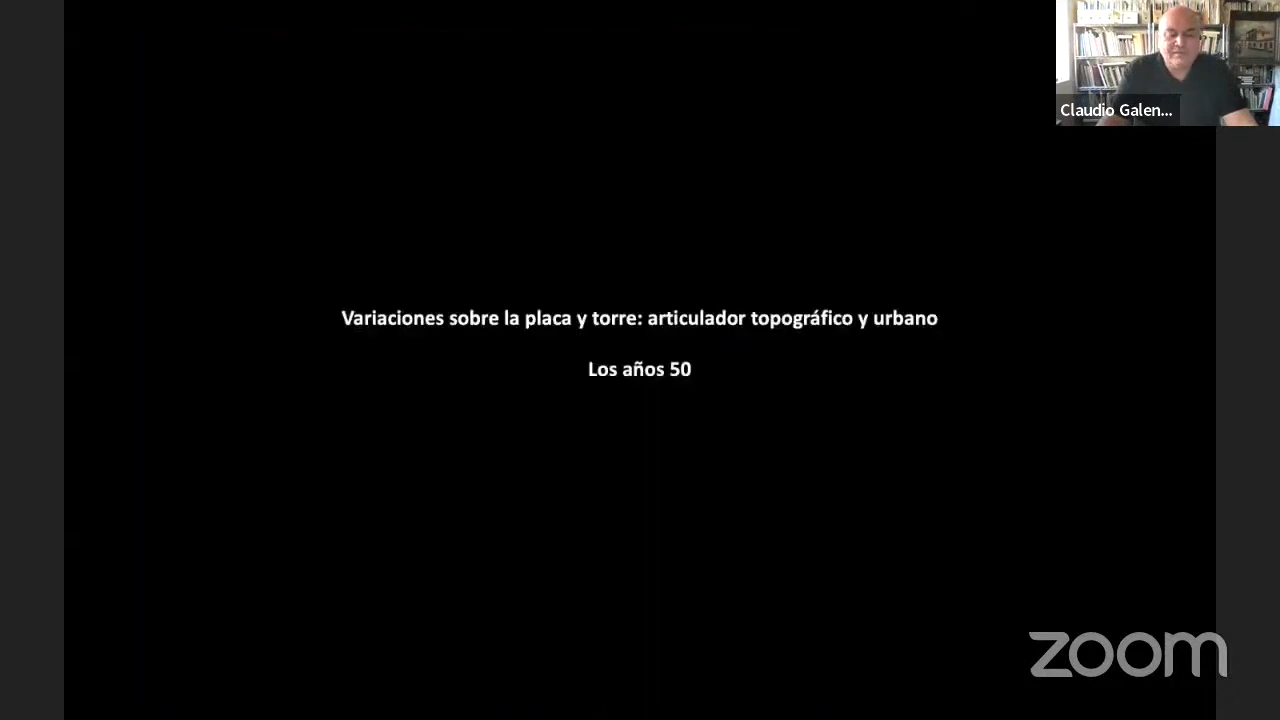 Claudio Galen...
Variaciones sobre la placa y torre: articulador topográfico y urbano
Los años 50
zoom